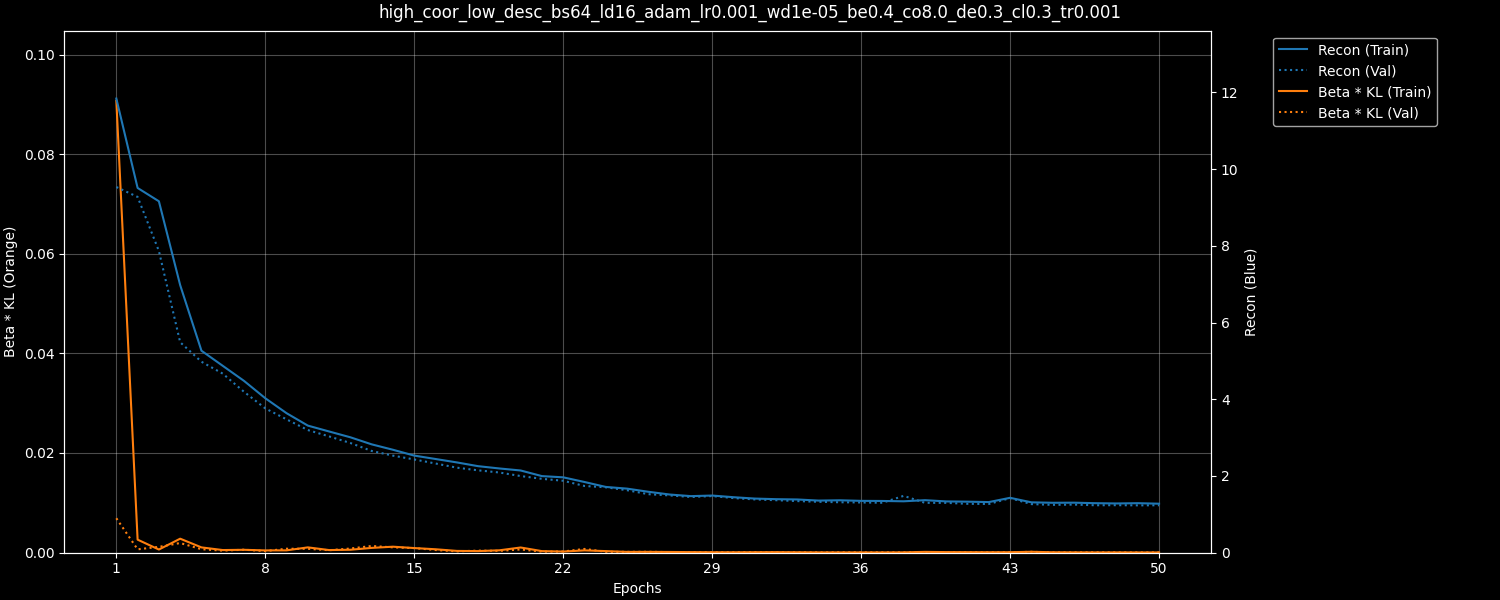 high_coor_low_desc_bs64_ld16_adam_lr0.001_wd1e-05_be0.4_co8.0_de0.3_cl0.3_tr0.001
Recon (Train)
Recon (Val)
Beta * KL (Train)
Beta * KL (Val)
Beta * KL (Orange)
0.10
0.08
0.06
0.04
0.02
0.00
12
10
8
6
4
2
0
Recon (Blue)
1 8 15 22 29 36 43 50
Epochs